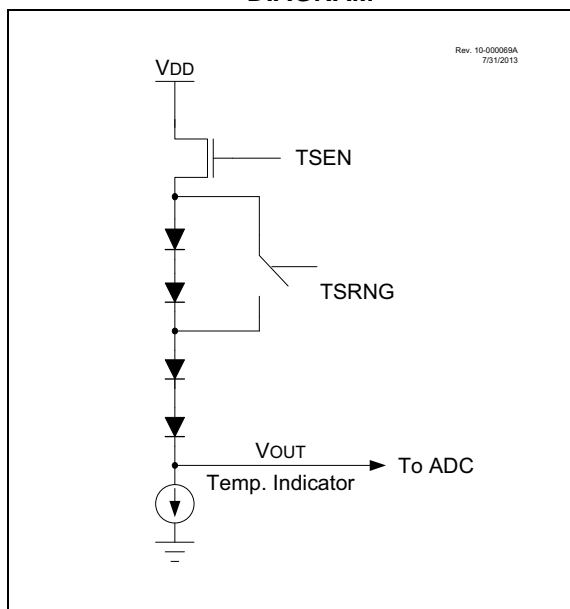 DIAGRAM
Rev. 10-000069A
7/31/2013
VDD
TSEN
TSRNG
VOUT
To ADC
Temp. Indicator